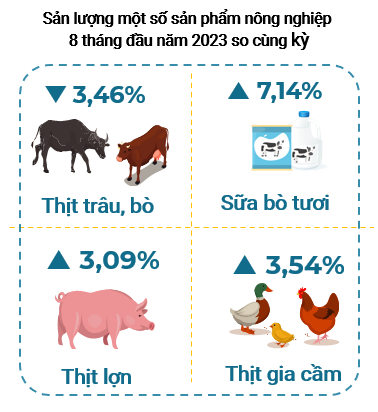 Sản lượng một số sản phẩm nông nghiệp
8 tháng đầu năm 2023 so cùng kỳ
▼ 3,46%
Thịt trâu, bò
▲ 7,14%
Sữa bò tươi
▲ 3,09%
Thịt lợn
▲ 3,54%
Thịt gia cầm